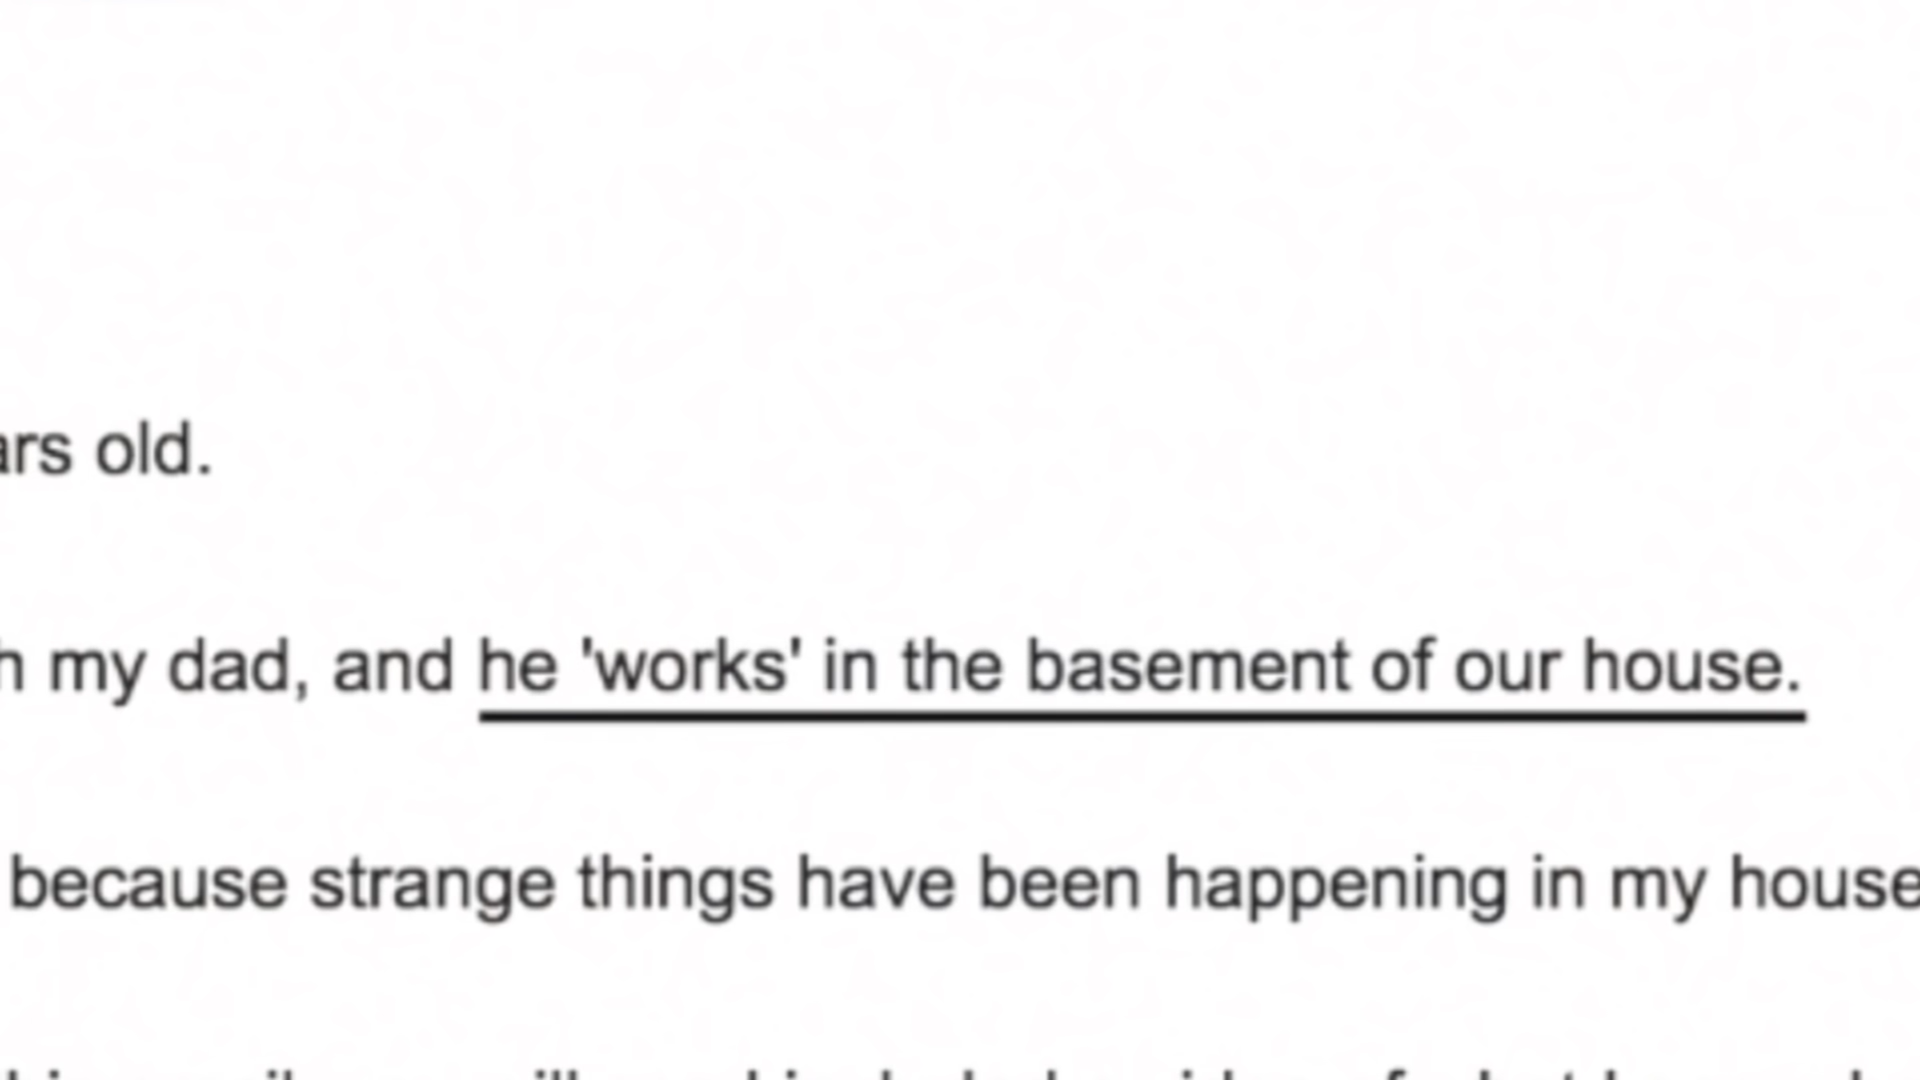 ars old.
h my dad, and he 'works' in the basement of our house.
because strange things have been happening in my house